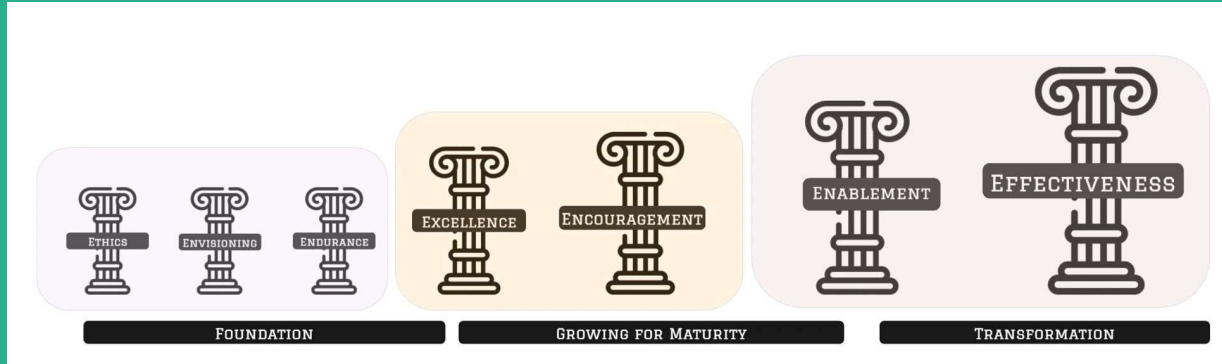 Ethics
Envisioning
Endurance
Excellence
Encouragement
Enablement
Effectiveness
Foundation
Growing for Maturity
Transformation